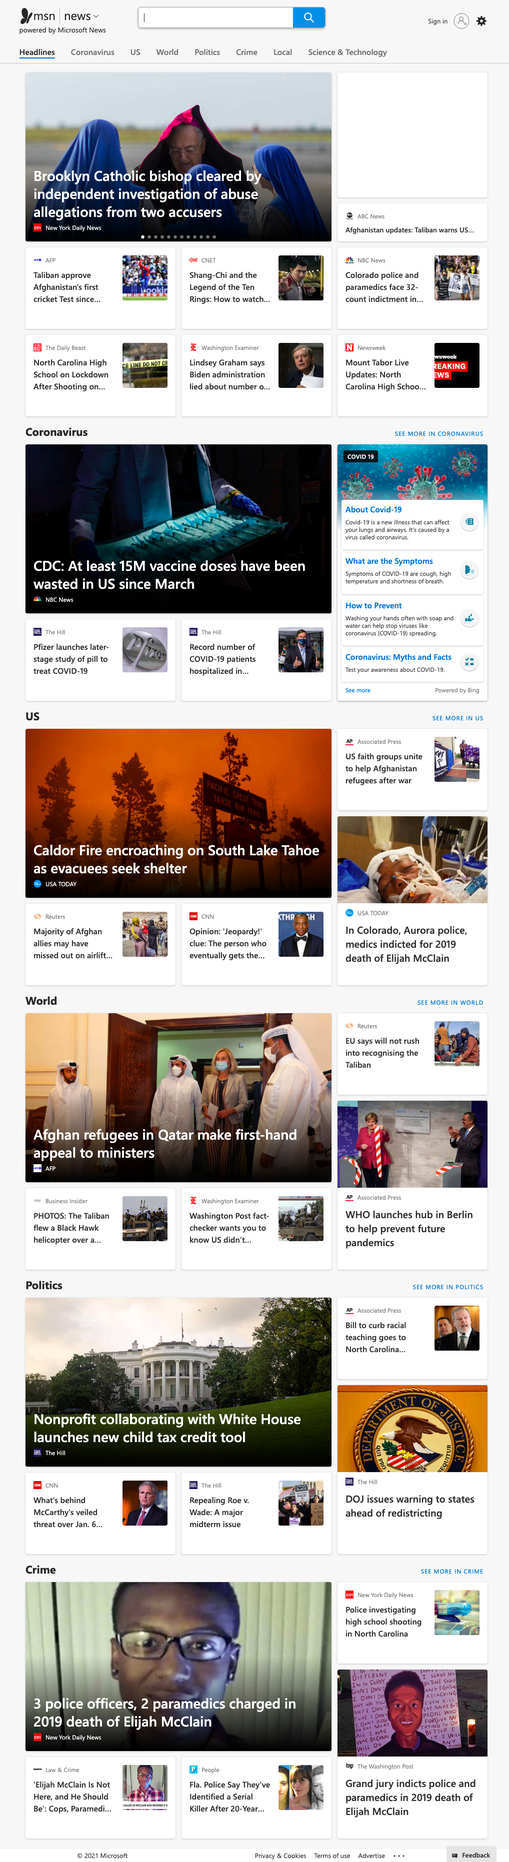 msn | news
powered by Microsoft News
Sign in
Headlines Coronavirus US World Politics Crime Local Science & Technology
Brooklyn Catholic bishop cleared by
independent investigation of abuse
allegations from two accusers
New York Daily News
ABC News
Afghanistan updates: Taliban warns US...
AFP
Taliban approve
Afghanistan's first
cricket Test since...
CNET
Shang-Chi and the
Legend of the Ten
Rings: How to watch...
NBC News
Colorado police and
paramedics face 32-
count indictment in...
The Daily Beast
North Carolina High
School on Lockdown
After Shooting on...
Washington Examiner
Lindsey Graham says
Biden administration
lied about number o...
Newsweek
Mount Tabor Live
Updates: North
Carolina High Schoo...
Coronavirus
SEE MORE IN CORONAVIRUS
CDC: At least 15M vaccine doses have been
wasted in US since March
NBC News
COVID 19
About Covid-19
Covid-19 is a new illness that can affect
your lungs and airways. It's caused by a
virus called coronavirus.
What are the Symptoms
Symptoms of COVID-19 are cough, high
temperature and shortness of breath.
How to Prevent
Washing your hands often with soap and
water can help stop viruses like
coronavirus (COVID-19) spreading.
Coronavirus: Myths and Facts
Test your awareness about COVID-19.
See more
Powered by Bing
The Hill
Pfizer launches later-
stage study of pill to
treat COVID-19
The Hill
Record number of
COVID-19 patients
hospitalized in...
US
SEE MORE IN US
Caldor Fire encroaching on South Lake Tahoe
as evacuees seek shelter
USA TODAY
Associated Press
US faith groups unite
to help Afghanistan
refugees after war
USA TODAY
In Colorado, Aurora police,
medics indicted for 2019
death of Elijah McClain
Reuters
Majority of Afghan
allies may have
missed out on airlift...
CNN
Opinion: 'Jeopardy!'
clue: The person who
eventually gets the...
World
SEE MORE IN WORLD
Afghan refugees in Qatar make first-hand
appeal to ministers
AFP
Reuters
EU says will not rush
into recognising the
Taliban
Associated Press
WHO launches hub in Berlin
to help prevent future
pandemics
Business Insider
PHOTOS: The Taliban
flew a Black Hawk
helicopter over a...
Washington Examiner
Washington Post fact-
checker wants you to
know US didn't...
Politics
SEE MORE IN POLITICS
Nonprofit collaborating with White House
launches new child tax credit tool
The Hill
Associated Press
Bill to curb racial
teaching goes to
North Carolina...
DEPARTMENT OF JUSTICE
The Hill
DOJ issues warning to states
ahead of redistricting
CNN
What's behind
McCarthy's veiled
threat over Jan. 6...
The Hill
Repealing Roe v.
Wade: A major
midterm issue
Crime
SEE MORE IN CRIME
3 police officers, 2 paramedics charged in
2019 death of Elijah McClain
New York Daily News
New York Daily News
Police investigating
high school shooting
in North Carolina
The Washington Post
Grand jury indicts police and
paramedics in 2019 death of
Elijah McClain
Law & Crime
'Elijah McClain Is Not
Here, and He Should
Be': Cops, Paramedi...
People
Fla. Police Say They've
Identified a Serial
Killer After 20-Year...
© 2021 Microsoft
Privacy & Cookies Terms of use Advertise ...
Feedback